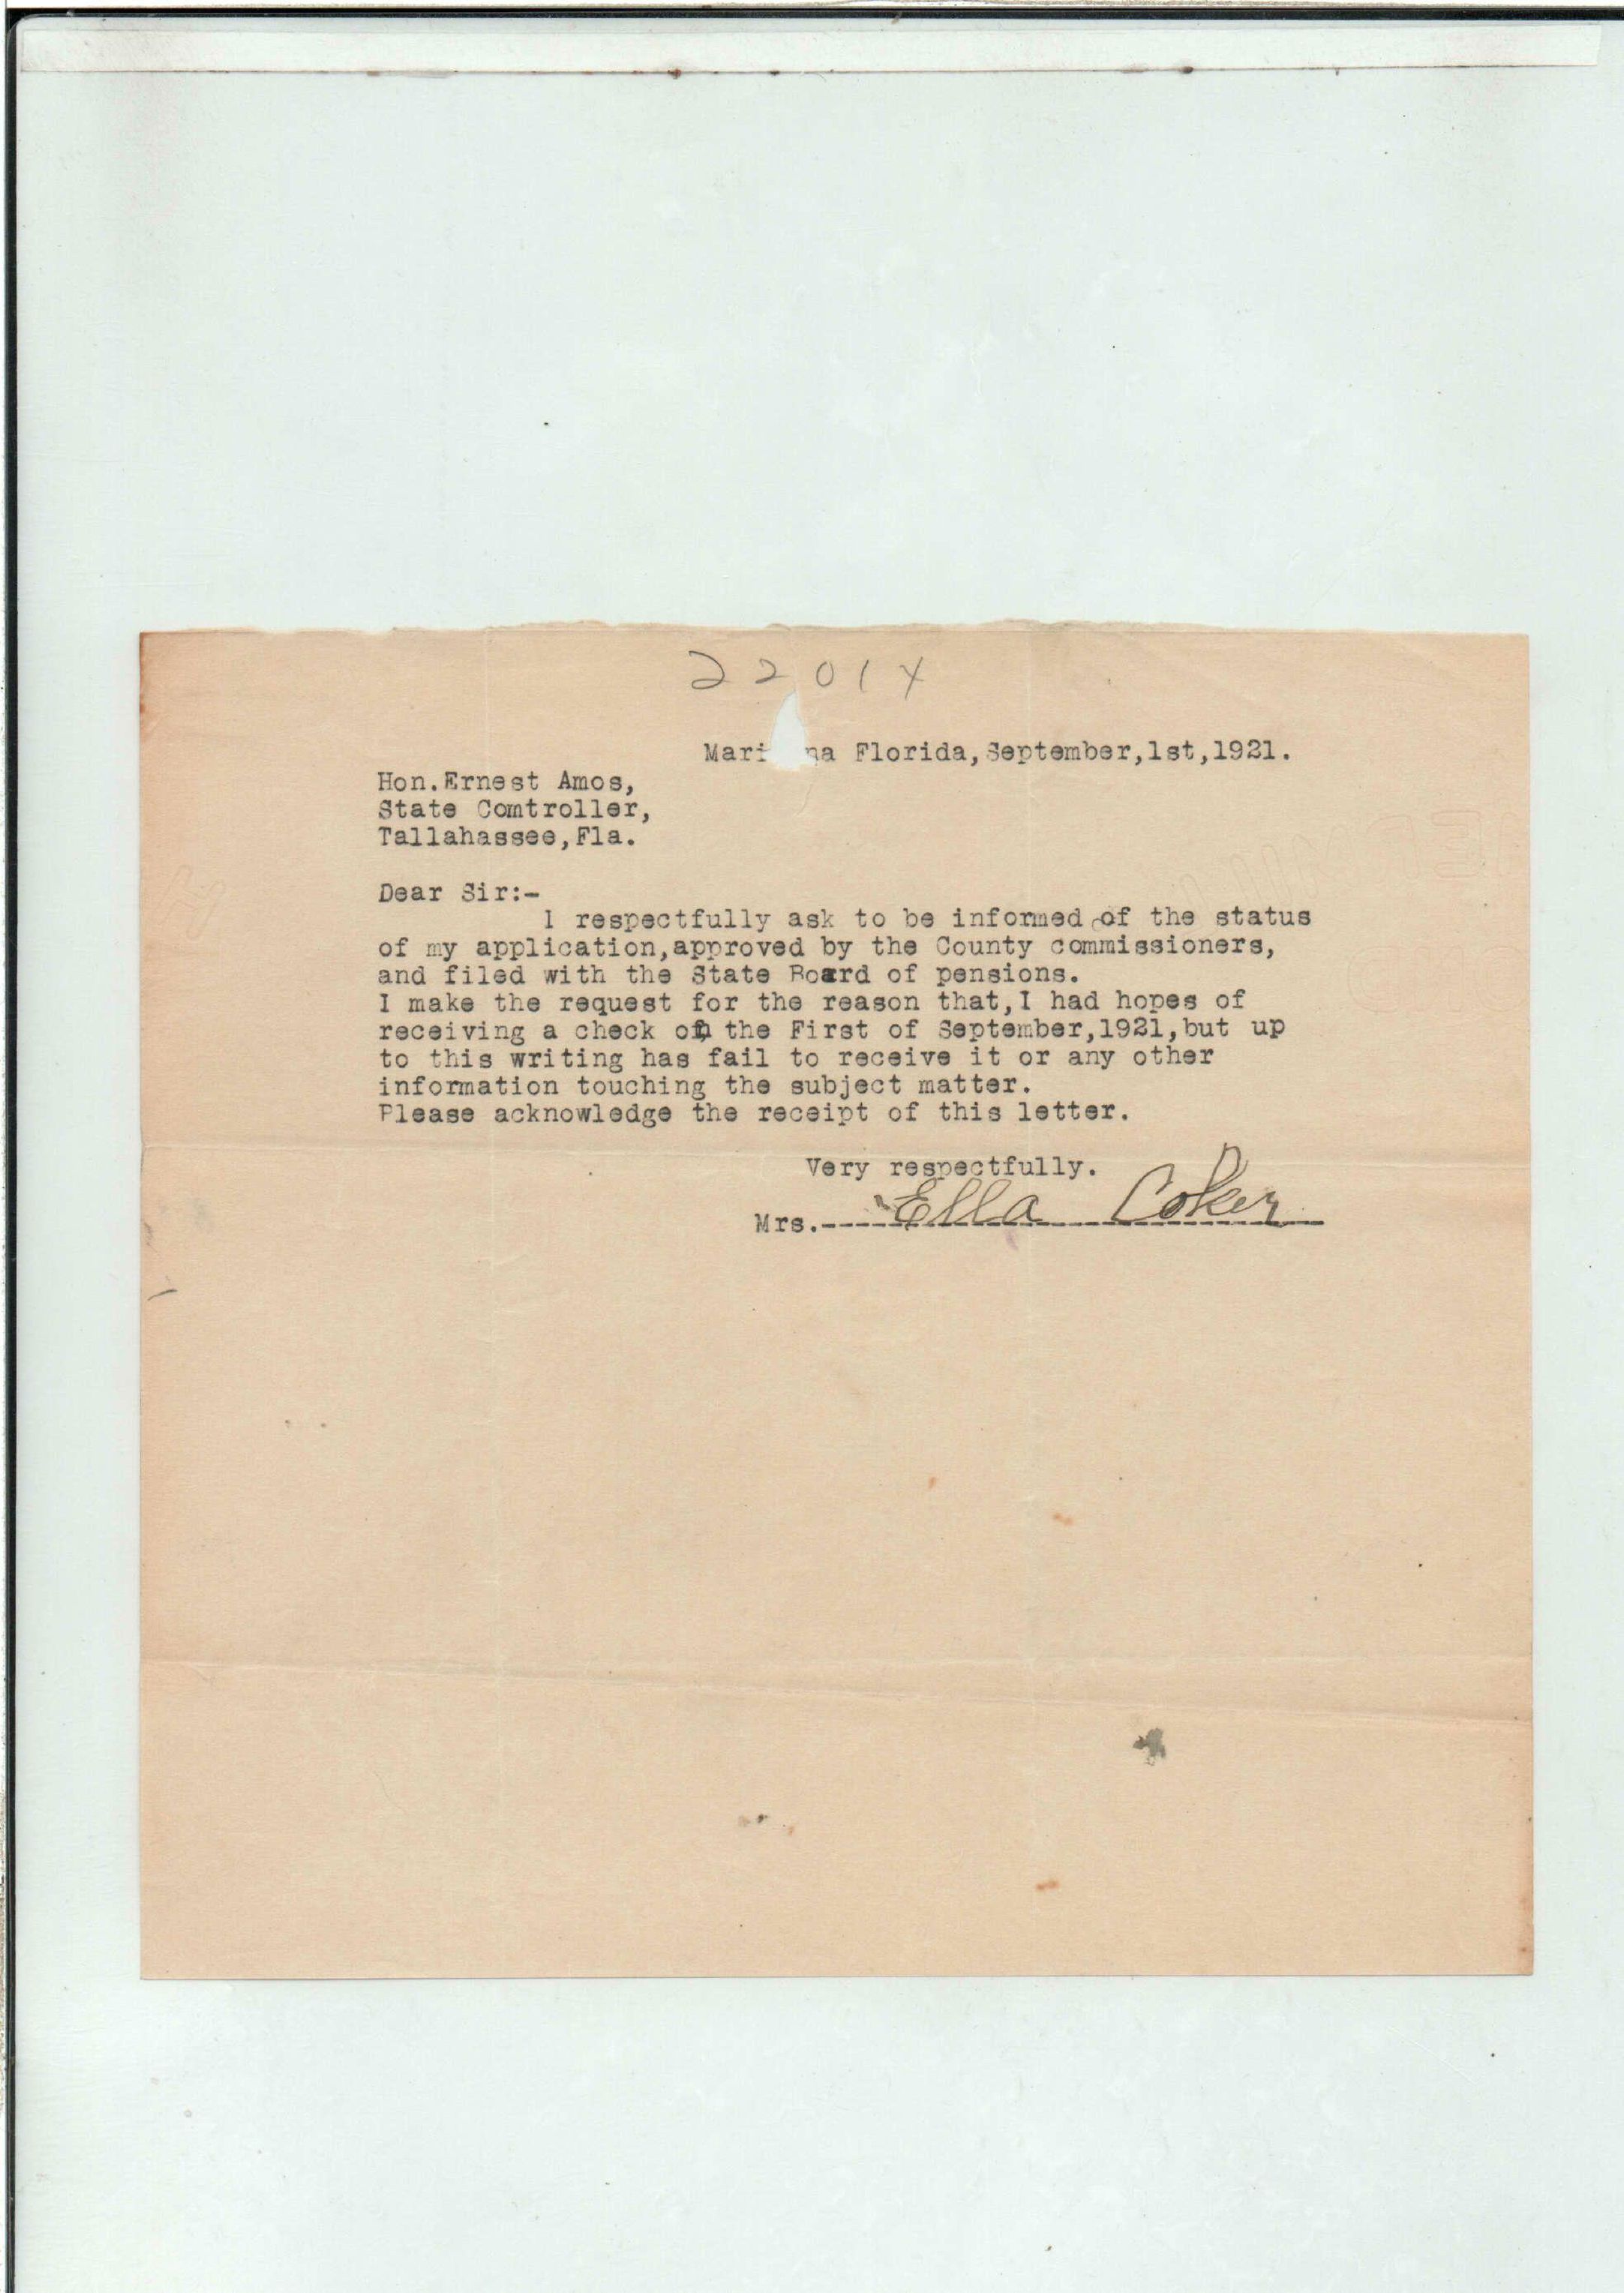 22014
Mari na Florida,September,1st,1921.
Hon.Ernest Amos,
State Comtroller,
Tallahassee,Fla.
Dear Sir:-
I respectfully ask to be informed of the status
of my application,approved by the County commissioners,
and filed with the State Board of pensions.
I make the request for the reason that,I had hopes of
receiving a check on the First of September,1921,but up
to this writing has fail to receive it or any other
information touching the subject matter.
Please acknowledge the receipt of this letter.
Very respectfully.
Mrs.----Ella Coker